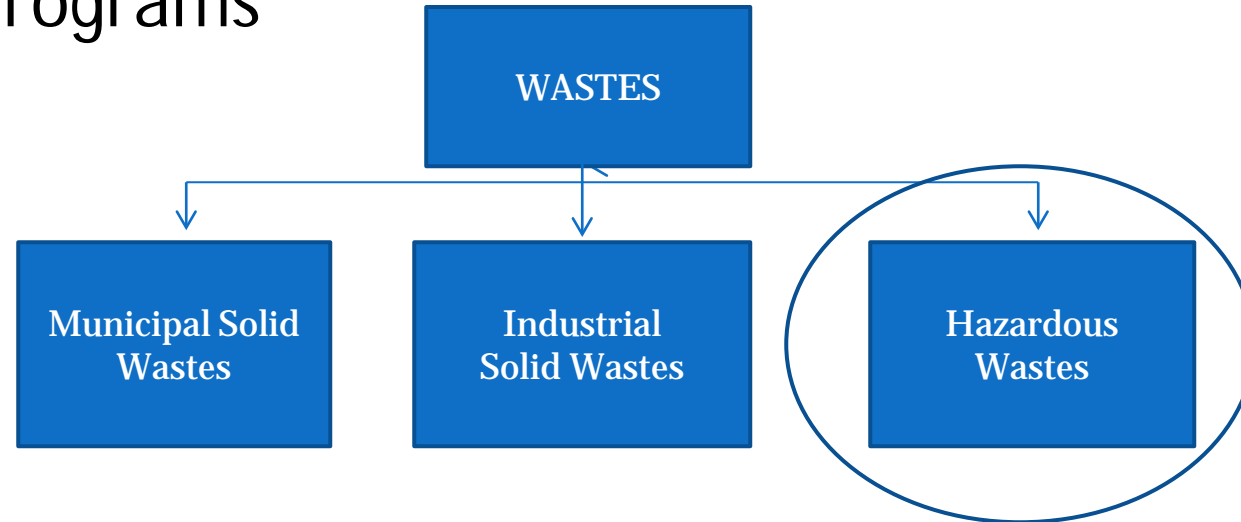 rograms
WASTES
Municipal Solid
Wastes
Industrial
Solid Wastes
Hazardous
Wastes